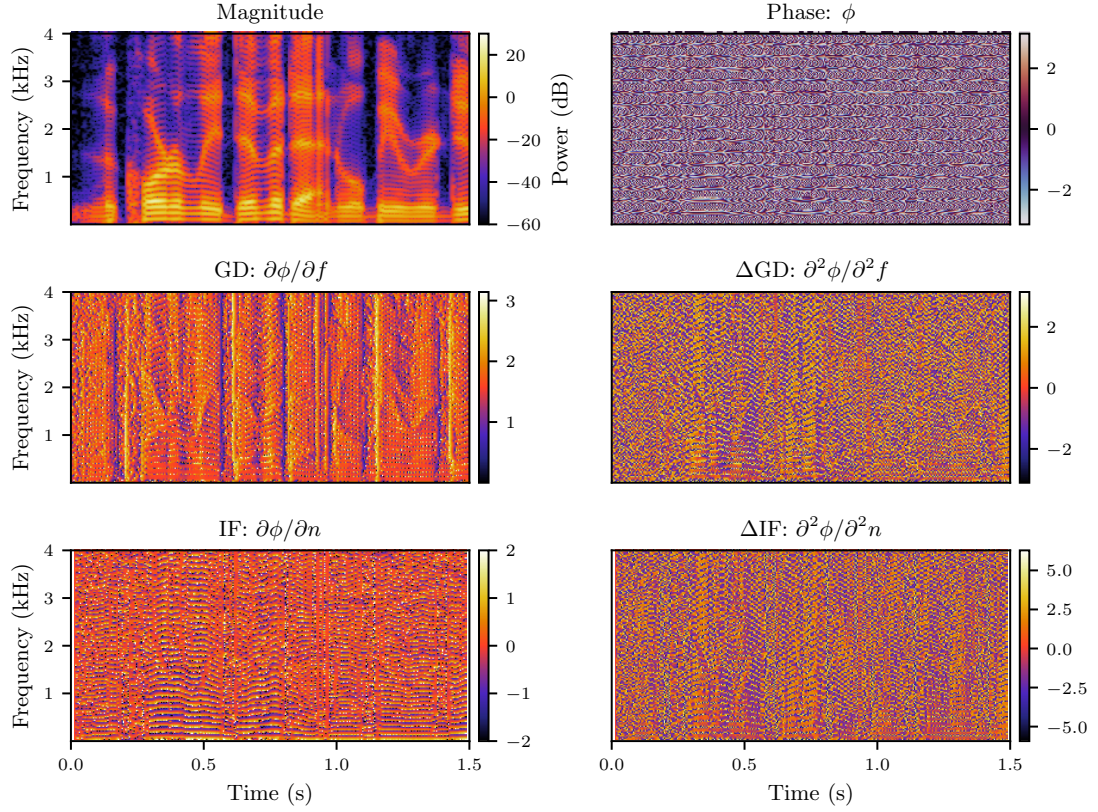 Magnitude
Frequency (kHz)
4
3
2
1
20
0
−20
−40
−60
Power (dB)
Phase: ϕ
2
0
−2
GD: ∂ϕ/∂f
Frequency (kHz)
4
3
2
1
3
2
1
ΔGD: ∂²ϕ/∂²f
2
0
−2
IF: ∂ϕ/∂n
Frequency (kHz)
4
3
2
1
2
1
0
−1
−2
0.0 0.5 1.0 1.5
Time (s)
ΔIF: ∂²ϕ/∂²n
5.0
2.5
0.0
−2.5
−5.0
0.0 0.5 1.0 1.5
Time (s)